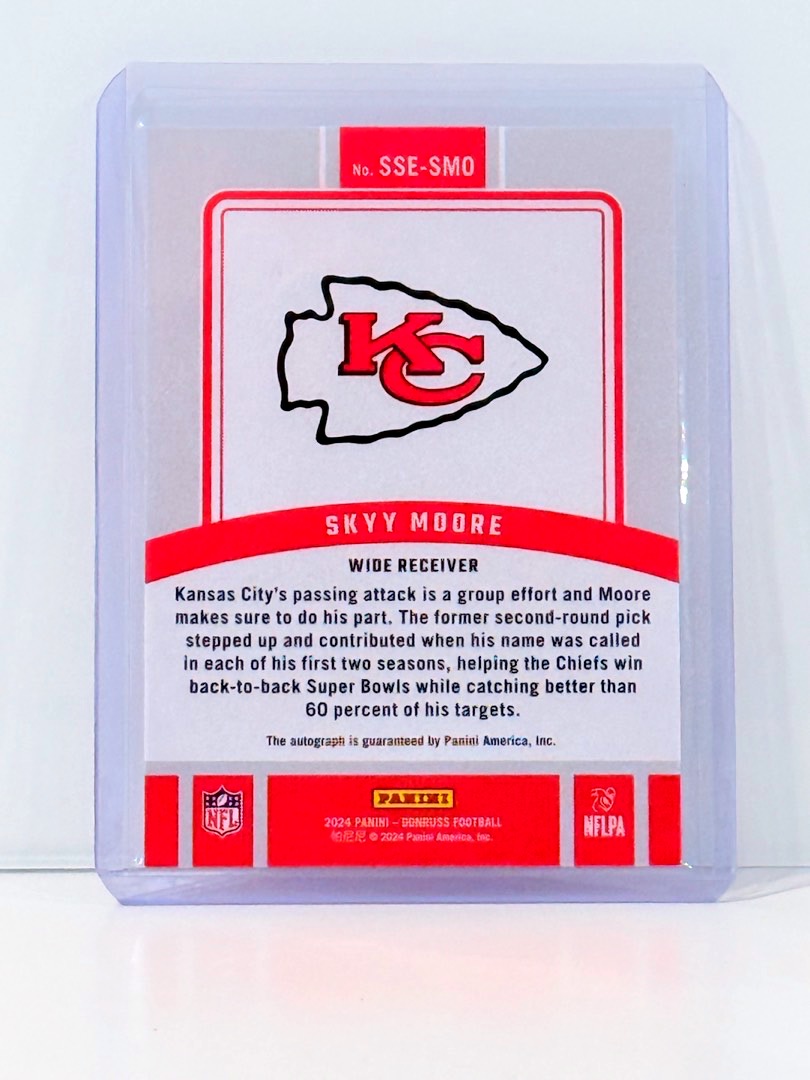 No. SSE-SMO
KC
SKYY MOORE
WIDE RECEIVER
Kansas City's passing attack is a group effort and Moore
makes sure to do his part. The former second-round pick
stepped up and contributed when his name was called
in each of his first two seasons, helping the Chiefs win
back-to-back Super Bowls while catching better than
60 percent of his targets.
The autograph is guaranteed by Panini America, Inc.
PANINI
NFL
2024 PANINI – DONRUSS FOOTBALL
帕尼尼 © 2024 Panini America, Inc.
NFLPA